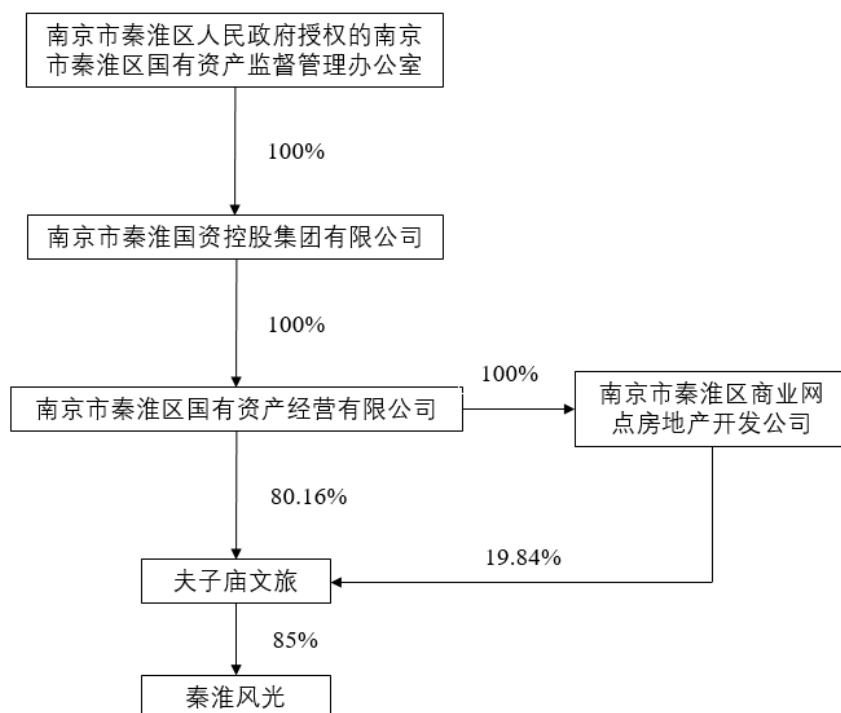 南京市秦淮区人民政府授权的南京
市秦淮区国有资产监督管理办公室
100%
南京市秦淮国资控股集团有限公司
100%
南京市秦淮区国有资产经营有限公司
100%
南京市秦淮区商业网
点房地产开发公司
80.16%
19.84%
夫子庙文旅
85%
秦淮风光